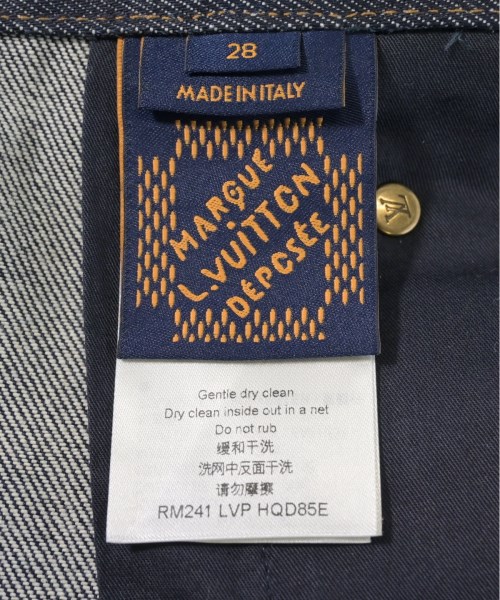 28
MADE IN ITALY
MARQUE
L.VUITTON
DÉPOSÉE
LV
Gentle dry clean
Dry clean inside out in a net
Do not rub
缓和干洗
洗网中反面干洗
请勿摩擦
RM241 LVP HQD85E